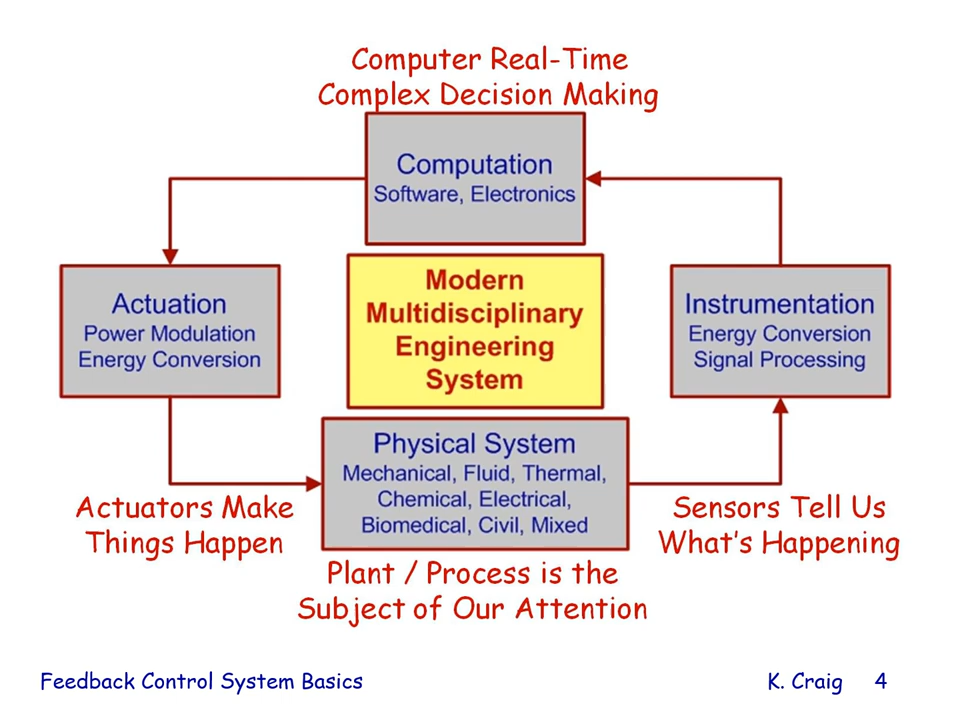 Computer Real-Time
Complex Decision Making
Computation
Software, Electronics
Actuation
Power Modulation
Energy Conversion
Modern
Multidisciplinary
Engineering
System
Instrumentation
Energy Conversion
Signal Processing
Physical System
Mechanical, Fluid, Thermal,
Chemical, Electrical,
Biomedical, Civil, Mixed
Actuators Make
Things Happen
Sensors Tell Us
What's Happening
Plant / Process is the
Subject of Our Attention
Feedback Control System Basics
K. Craig 4